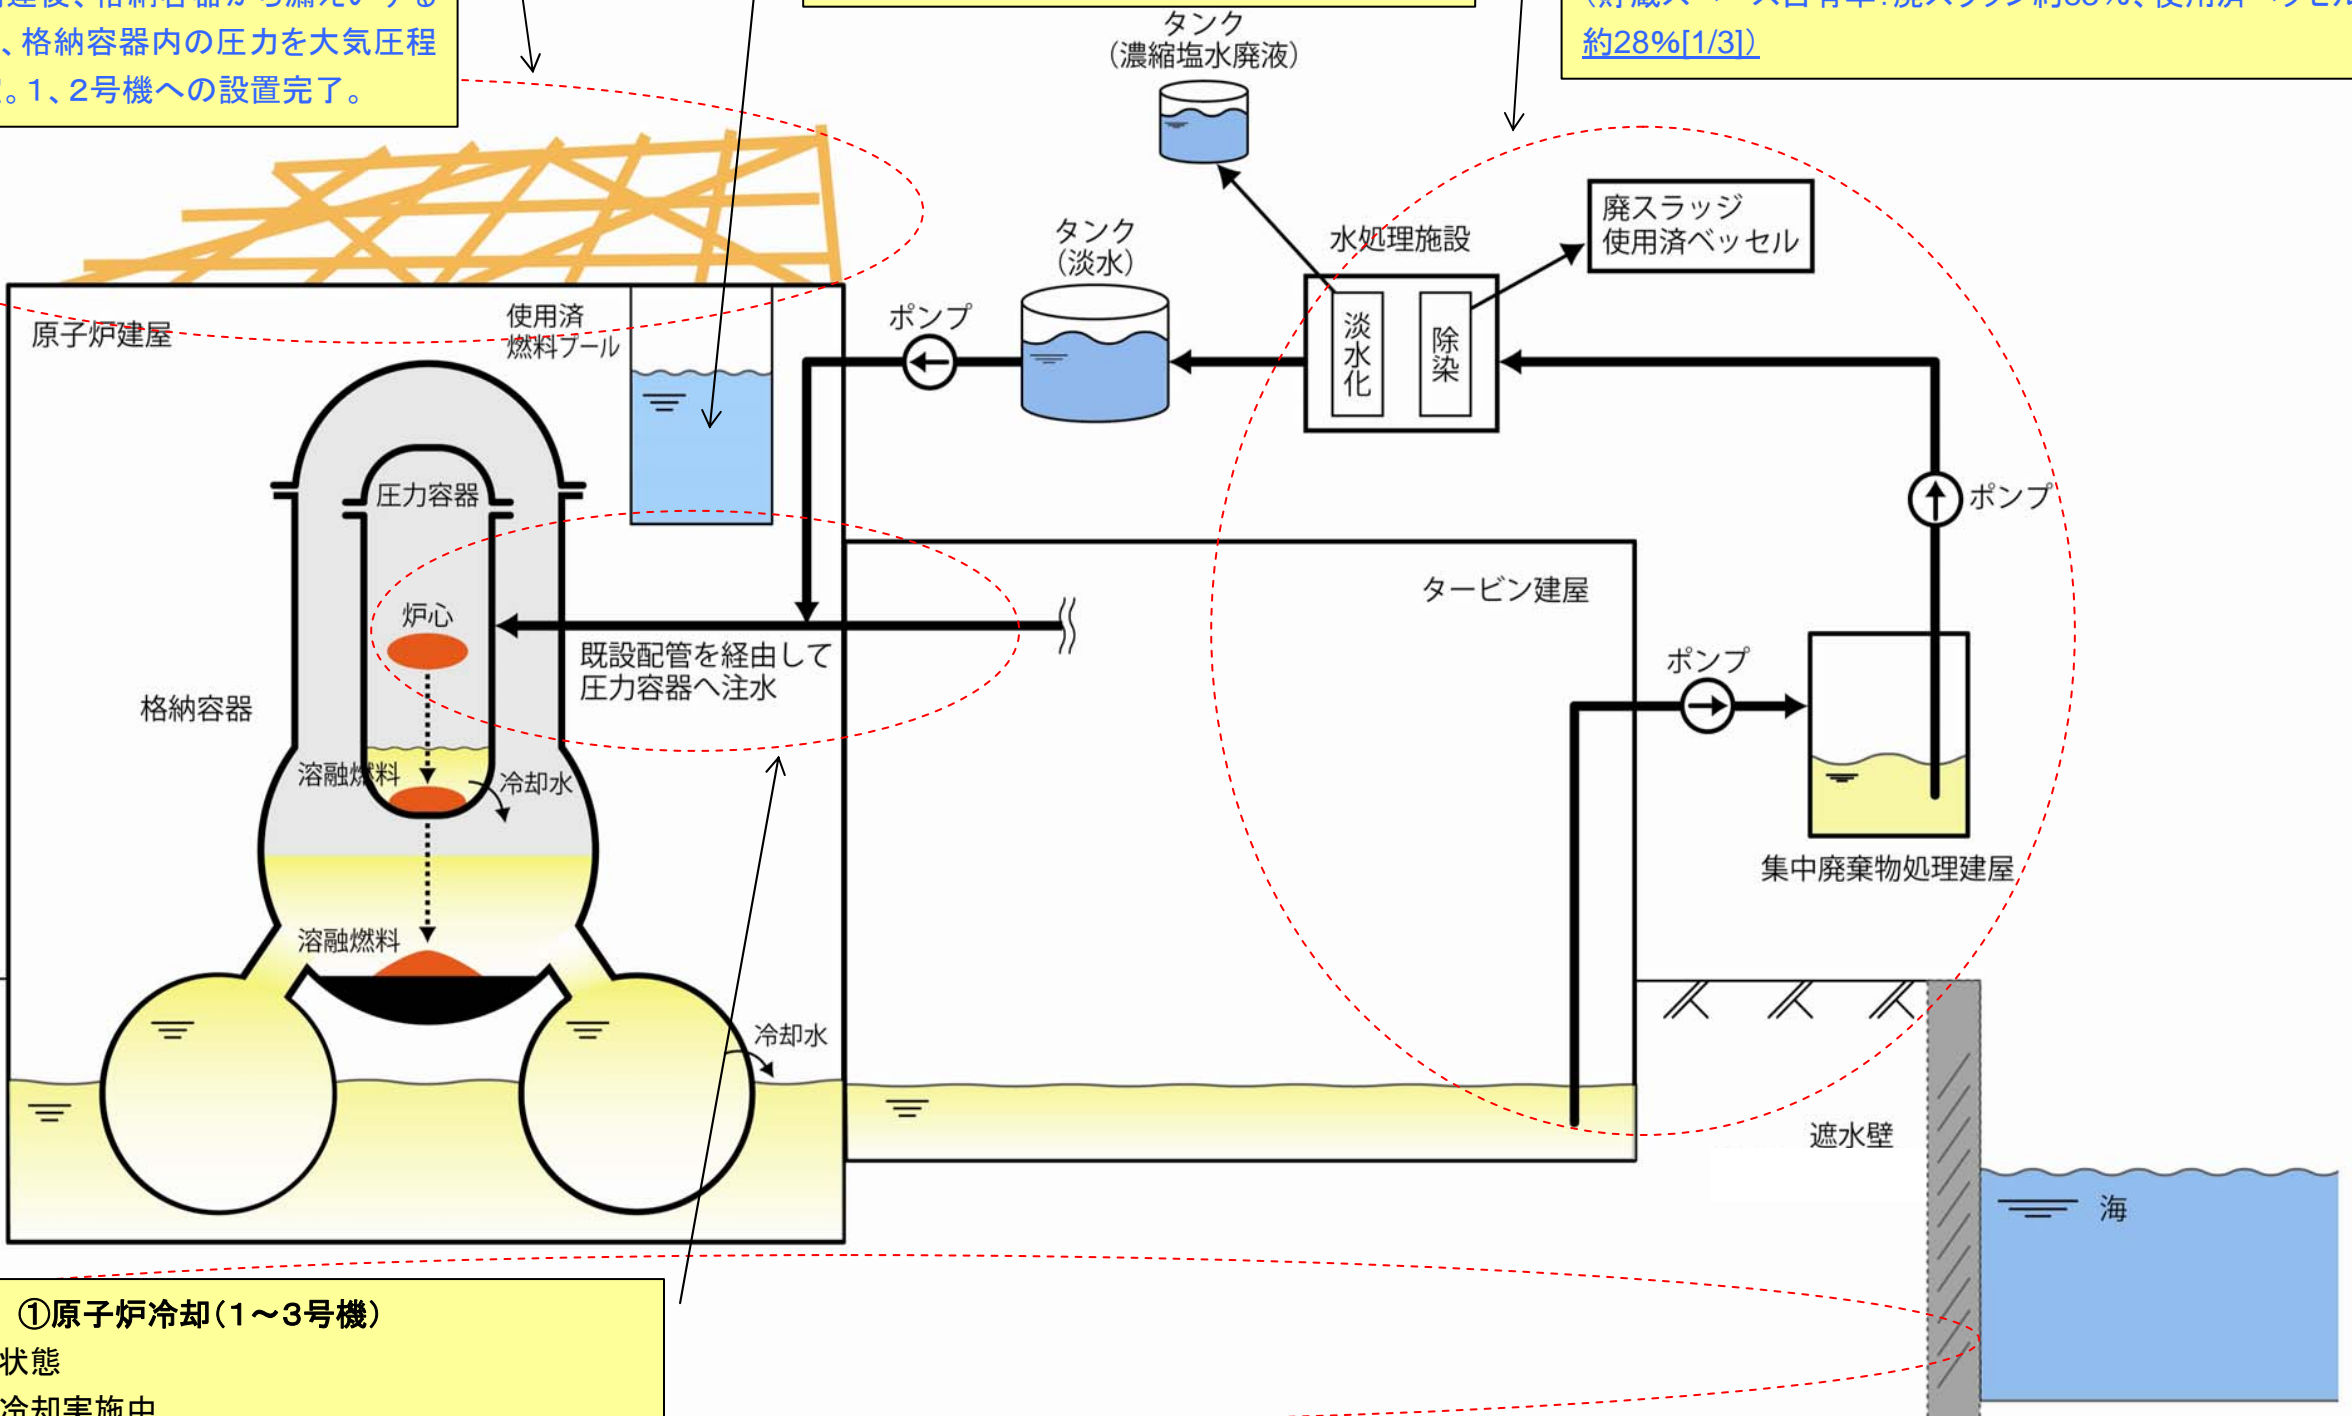 、格納容器内の圧力を大気圧程
。1、2号機への設置完了。
約28%[1/3])
タンク
(濃縮塩水廃液)
廃スラッジ
使用済ベッセル
水処理施設
タンク
(淡水)
淡水化
除染
ポンプ
原子炉建屋
使用済
燃料プール
圧力容器
ポンプ
タービン建屋
炉心
既設配管を経由して
圧力容器へ注水
ポンプ
格納容器
溶融燃料
冷却水
集中廃棄物処理建屋
溶融燃料
冷却水
遮水壁
海
①原子炉冷却(1~3号機)
状態
冷却実施中